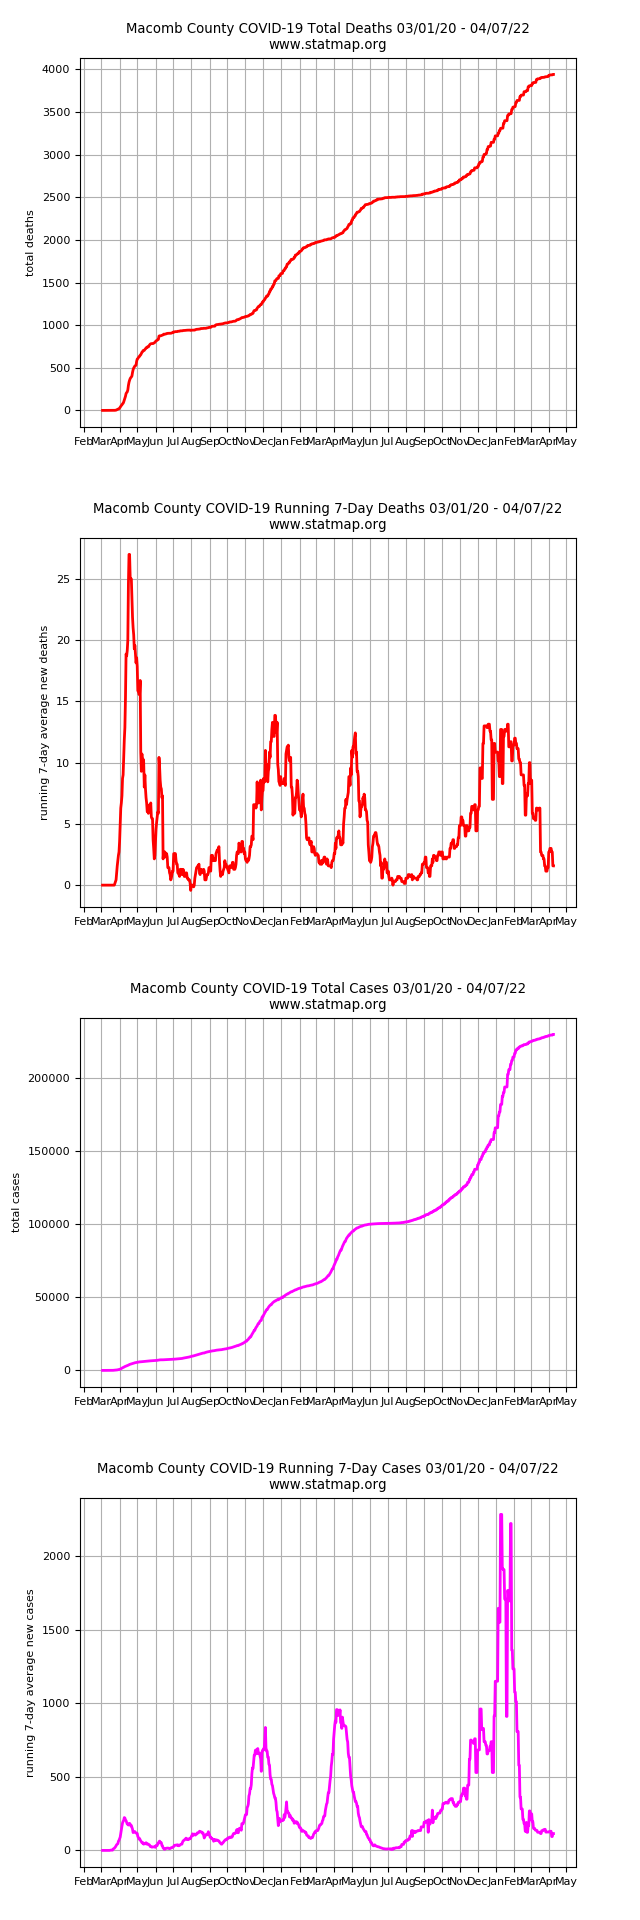 Macomb County COVID-19 Total Deaths 03/01/20 - 04/07/22
www.statmap.org
4000
3500
3000
2500
2000
1500
1000
500
0
total deaths
Feb Mar Apr May Jun Jul Aug Sep Oct Nov Dec Jan Feb Mar Apr May Jun Jul Aug Sep Oct Nov Dec Jan Feb Mar Apr May
Macomb County COVID-19 Running 7-Day Deaths 03/01/20 - 04/07/22
www.statmap.org
25
20
15
10
5
0
running 7-day average new deaths
Feb Mar Apr May Jun Jul Aug Sep Oct Nov Dec Jan Feb Mar Apr May Jun Jul Aug Sep Oct Nov Dec Jan Feb Mar Apr May
Macomb County COVID-19 Total Cases 03/01/20 - 04/07/22
www.statmap.org
200000
150000
100000
50000
0
total cases
Feb Mar Apr May Jun Jul Aug Sep Oct Nov Dec Jan Feb Mar Apr May Jun Jul Aug Sep Oct Nov Dec Jan Feb Mar Apr May
Macomb County COVID-19 Running 7-Day Cases 03/01/20 - 04/07/22
www.statmap.org
2000
1500
1000
500
0
running 7-day average new cases
Feb Mar Apr May Jun Jul Aug Sep Oct Nov Dec Jan Feb Mar Apr May Jun Jul Aug Sep Oct Nov Dec Jan Feb Mar Apr May